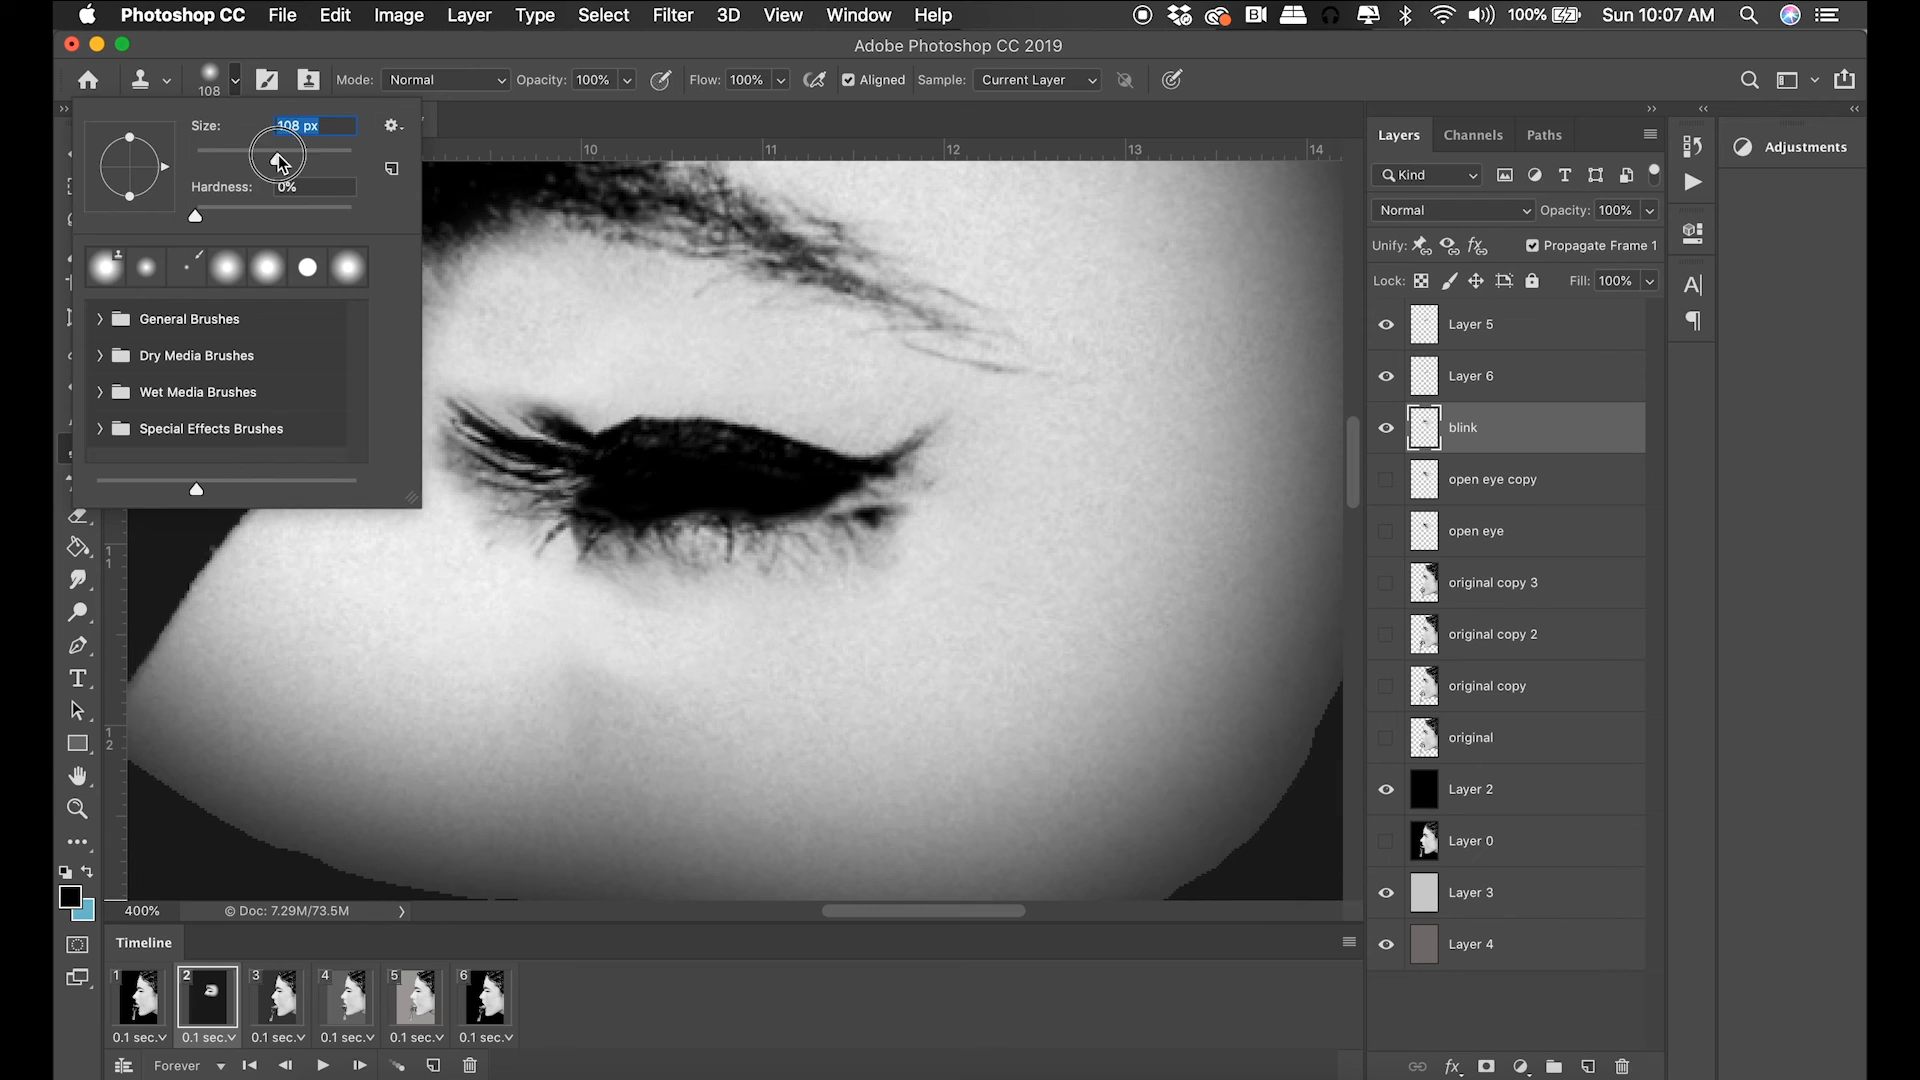 Photoshop CC File Edit Image Layer Type Select Filter 3D View Window Help 100% Sun 10:07 AM
Adobe Photoshop CC 2019
108 Mode: Normal Opacity: 100% Flow: 100% Aligned Sample: Current Layer
Size: 108 px
Hardness: 0%
General Brushes
Dry Media Brushes
Wet Media Brushes
Special Effects Brushes
10 11 12 13 14
1
1
1
2
Layers Channels Paths
Adjustments
Kind
Normal Opacity: 100%
Unify: Propagate Frame 1
Lock: Fill: 100%
Layer 5
Layer 6
blink
open eye copy
open eye
original copy 3
original copy 2
original copy
original
Layer 2
Layer 0
Layer 3
Layer 4
400% © Doc: 7.29M/73.5M
Timeline
1 2 3 4 5 6
0.1 sec. 0.1 sec. 0.1 sec. 0.1 sec. 0.1 sec. 0.1 sec.
Forever